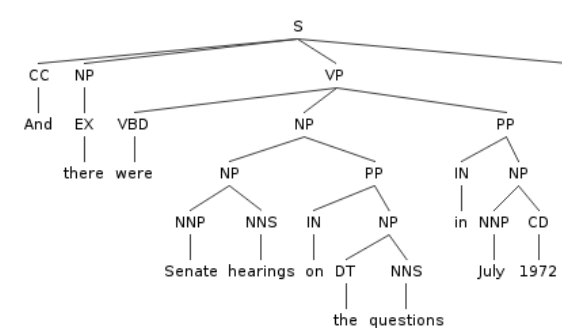 S
CC NP VP
And EX VBD NP PP
there were NP PP IN NP
NNP NNS IN NP in NNP CD
Senate hearings on DT NNS July 1972
the questions